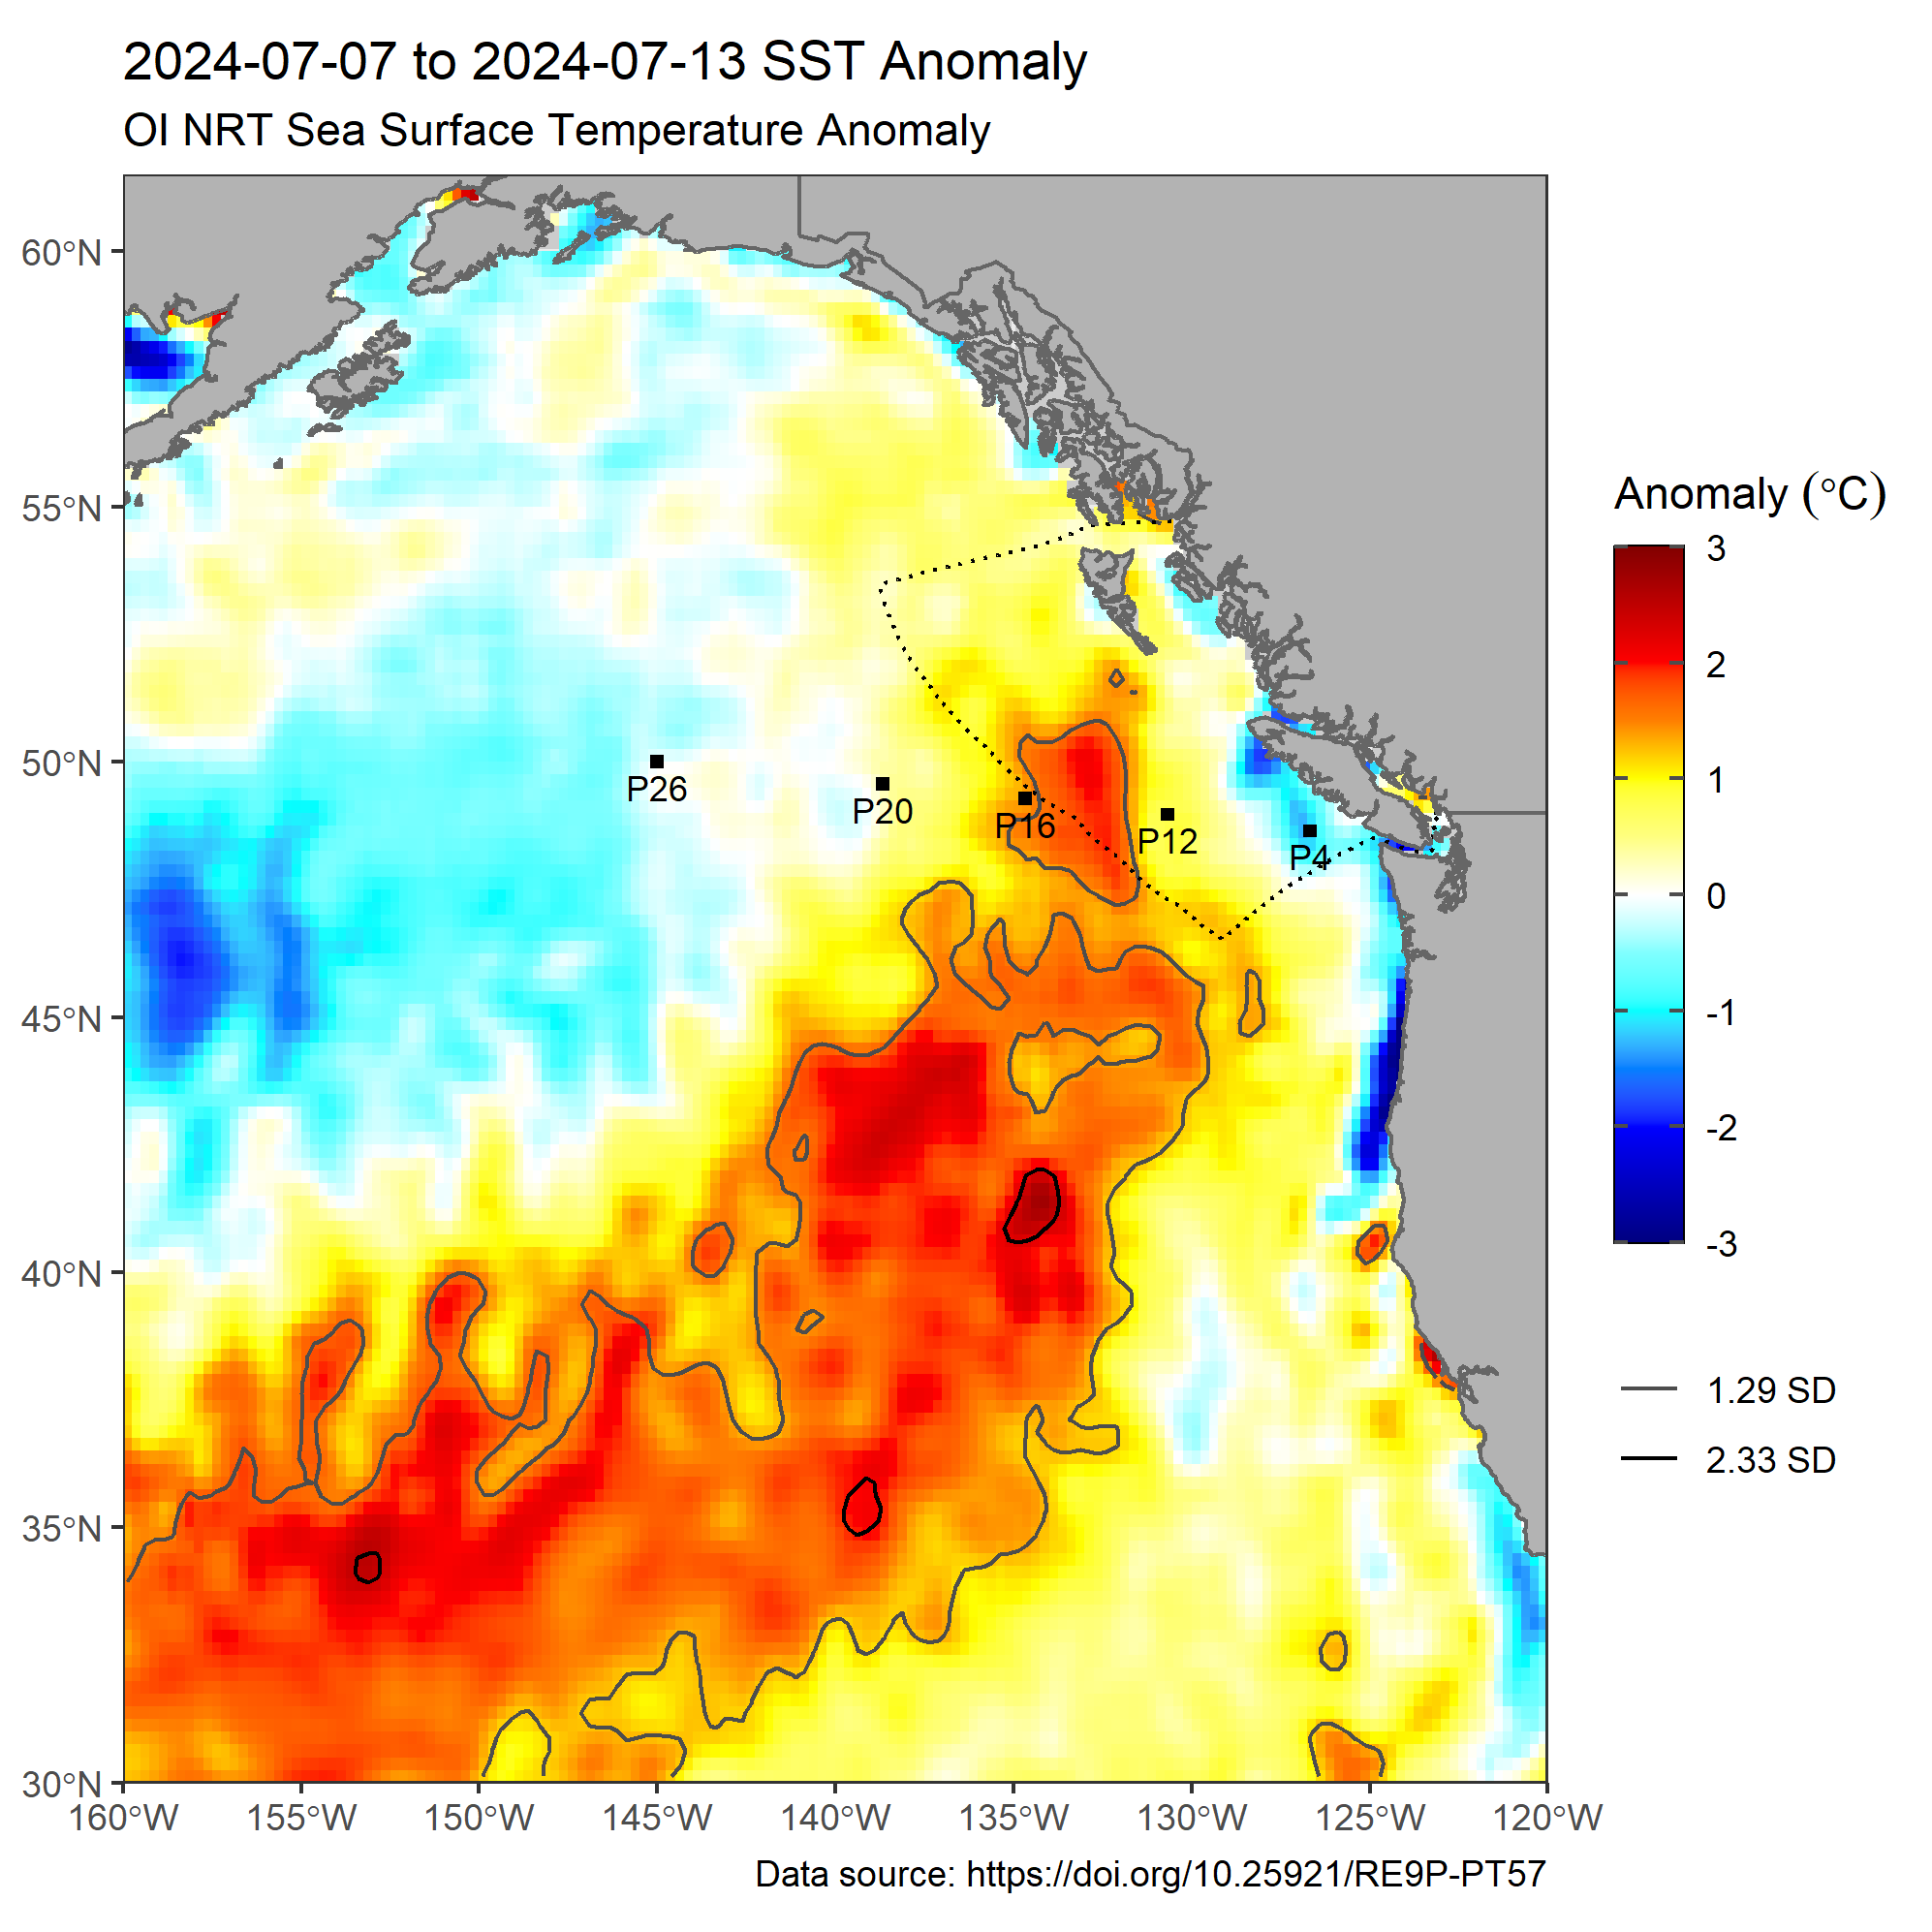 2024-07-07 to 2024-07-13 SST Anomaly
OI NRT Sea Surface Temperature Anomaly
60°N
55°N
50°N
45°N
40°N
35°N
30°N
P26
P20
P16
P12
P4
160°W
155°W
150°W
145°W
140°W
135°W
130°W
125°W
120°W
Anomaly (°C)
3
2
1
0
-1
-2
-3
1.29 SD
2.33 SD
Data source: https://doi.org/10.25921/RE9P-PT57